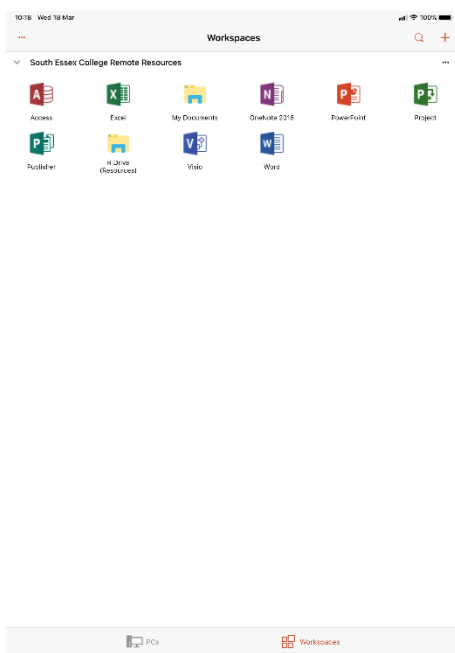 10:18 Wed 18 Mar
100%
Workspaces
South Essex College Remote Resources
Access
Excel
My Documents
OneNote 2016
PowerPoint
Project
Publisher
R Drive
(Resources)
Visio
Word
PCs
Workspaces